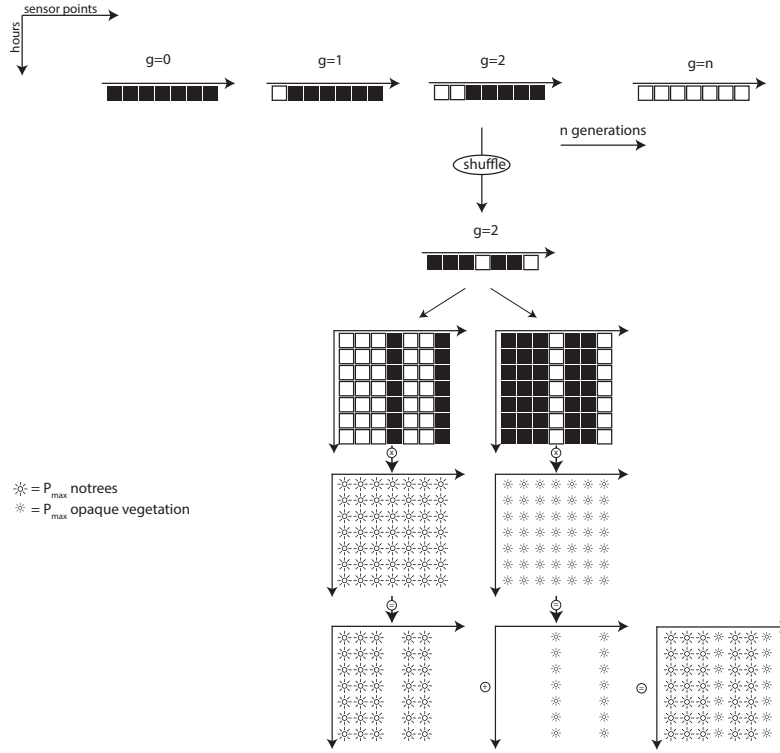 sensor points
hours
g=0
g=1
g=2
g=n
n generations
shuffle
g=2
x
x
= Pmax notrees
= Pmax opaque vegetation
=
=
+
=